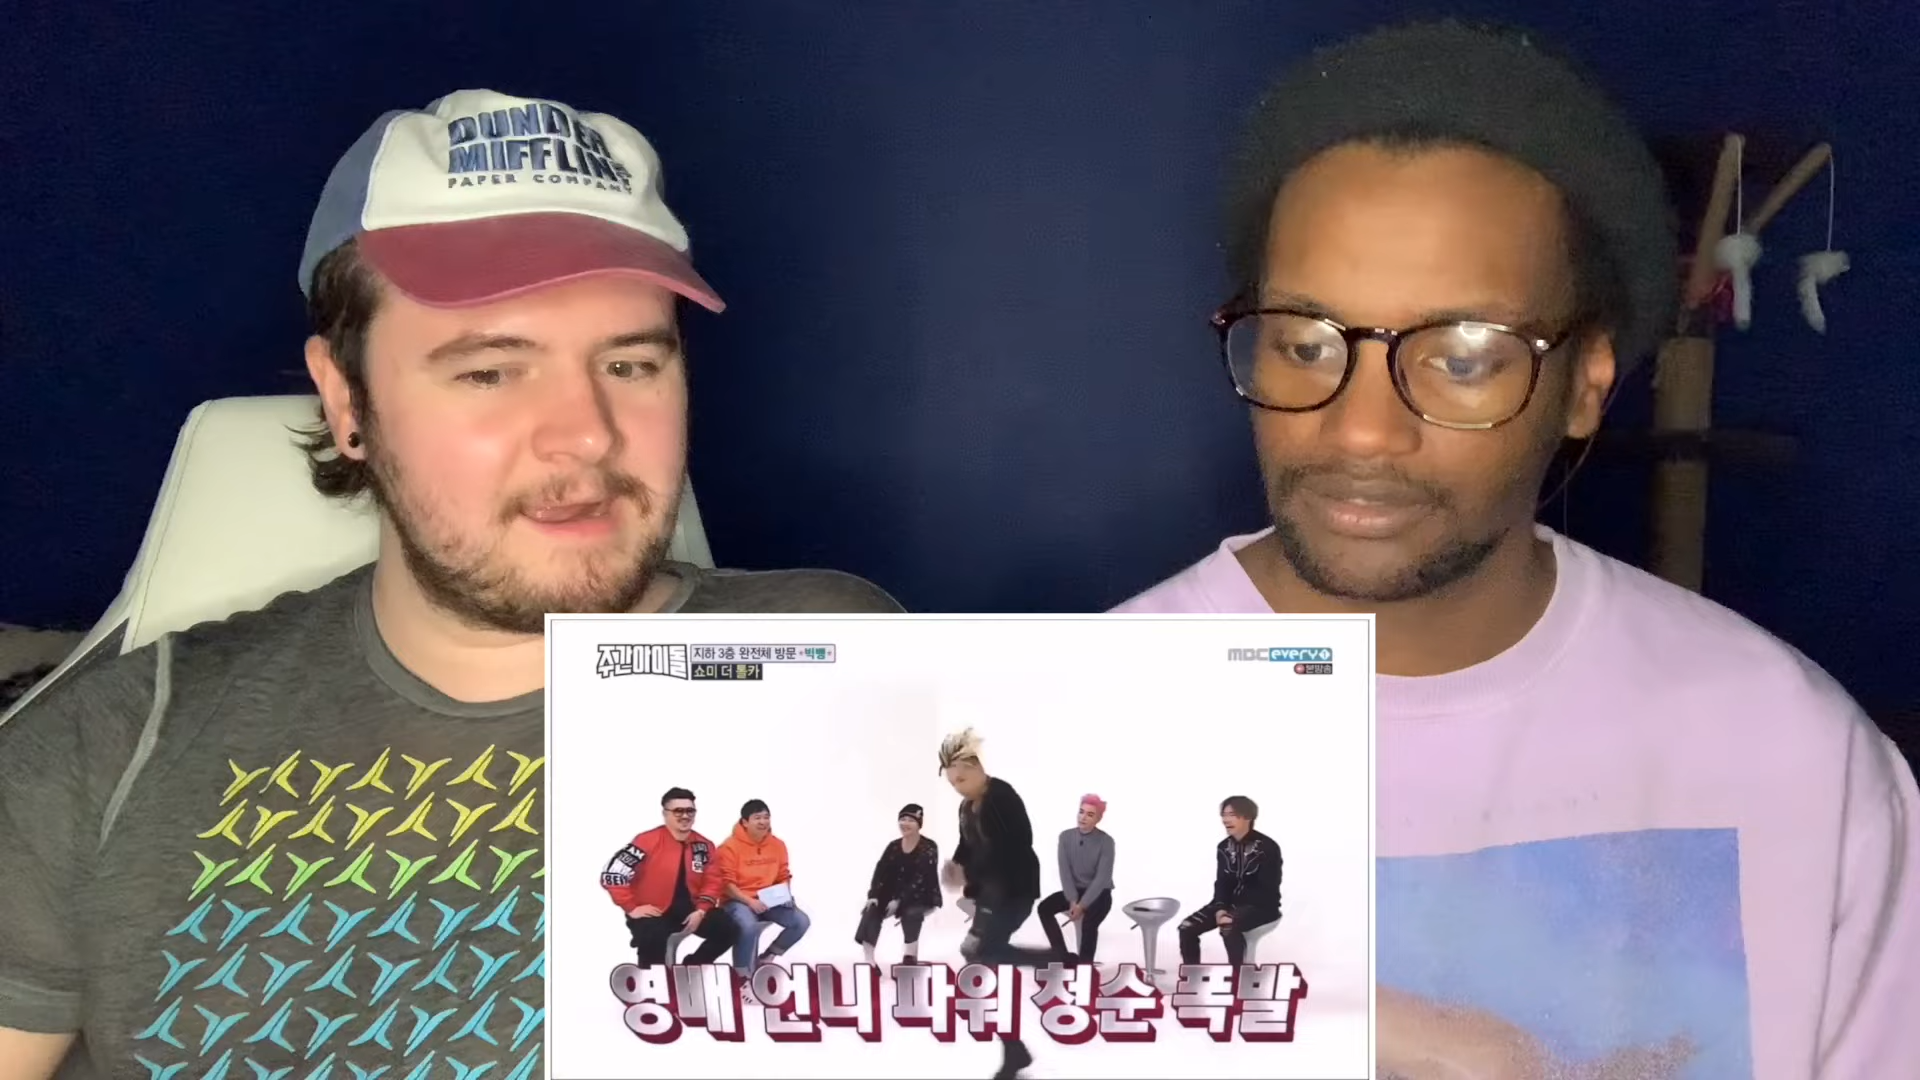 DUNDER
MIFFLIN INC
PAPER COMPANY
주간아이돌
지하 3층 완전체 방문 *빅뱅*
쇼미 더 롤카
MBC every1
본방송
영배 언니 파워 청순 폭발